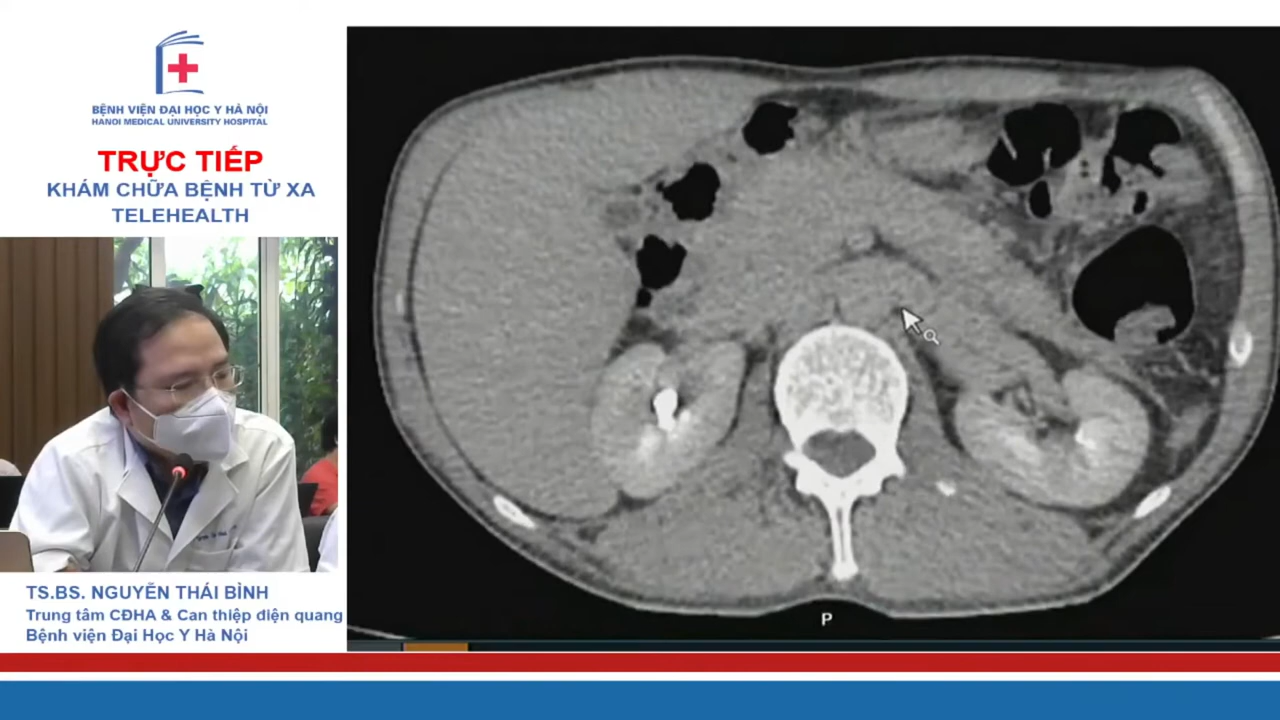 BỆNH VIỆN ĐẠI HỌC Y HÀ NỘI
HANOI MEDICAL UNIVERSITY HOSPITAL
TRỰC TIẾP
KHÁM CHỮA BỆNH TỪ XA
TELEHEALTH
TS.BS. NGUYỄN THÁI BÌNH
Trung tâm CĐHA & Can thiệp điện quang
Bệnh viện Đại Học Y Hà Nội
P